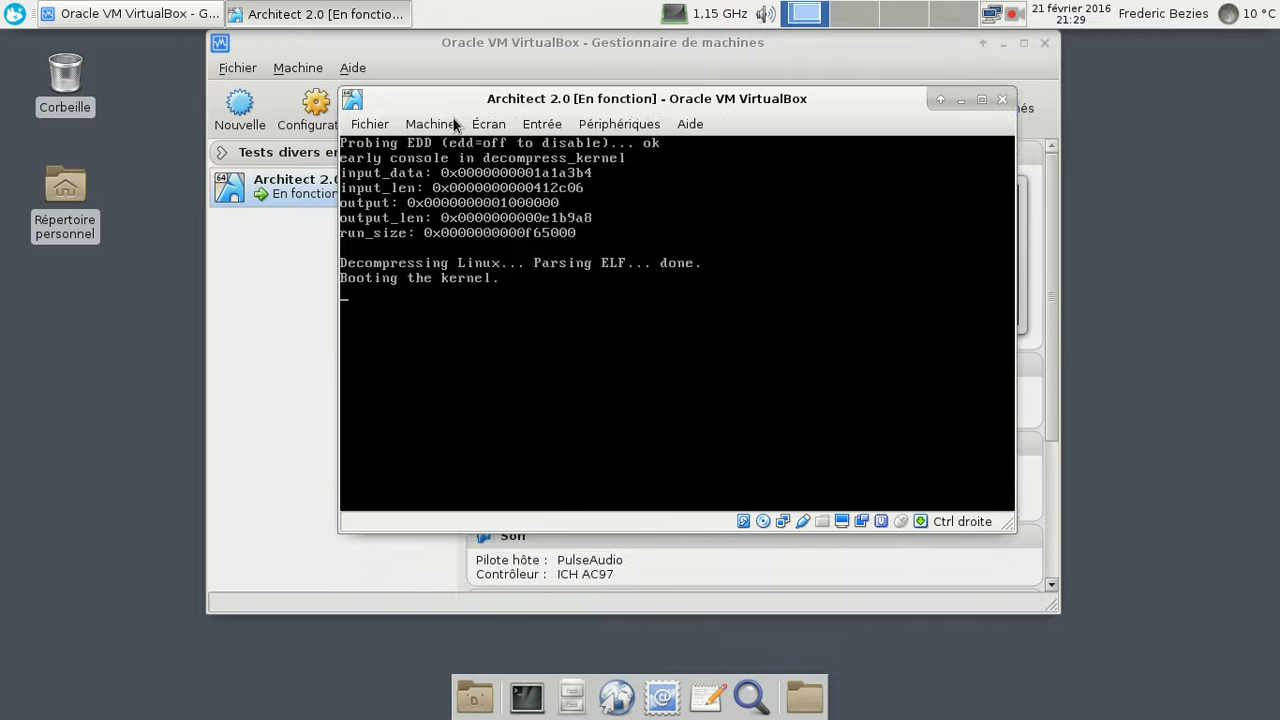 Oracle VM VirtualBox - G...
Architect 2.0 [En fonctio...
1,15 GHz
21 février 2016
21:29
Frederic Bezies
10 °C
Corbeille
Répertoire
personnel
Oracle VM VirtualBox - Gestionnaire de machines
Fichier
Machine
Aide
Nouvelle
Configurat
Tests divers en
64
Architect 2.0
En fonction
Architect 2.0 [En fonction] - Oracle VM VirtualBox
Fichier
Machine
Écran
Entrée
Périphériques
Aide
Probing EDD (edd=off to disable)... ok
early console in decompress_kernel
input_data: 0x0000000001a1a3b4
input_len: 0x0000000000412c06
output: 0x0000000001000000
output_len: 0x0000000000e1b9a8
run_size: 0x0000000000f65000
Decompressing Linux... Parsing ELF... done.
Booting the kernel.
Ctrl droite
Son
Pilote hôte : PulseAudio
Contrôleur : ICH AC97